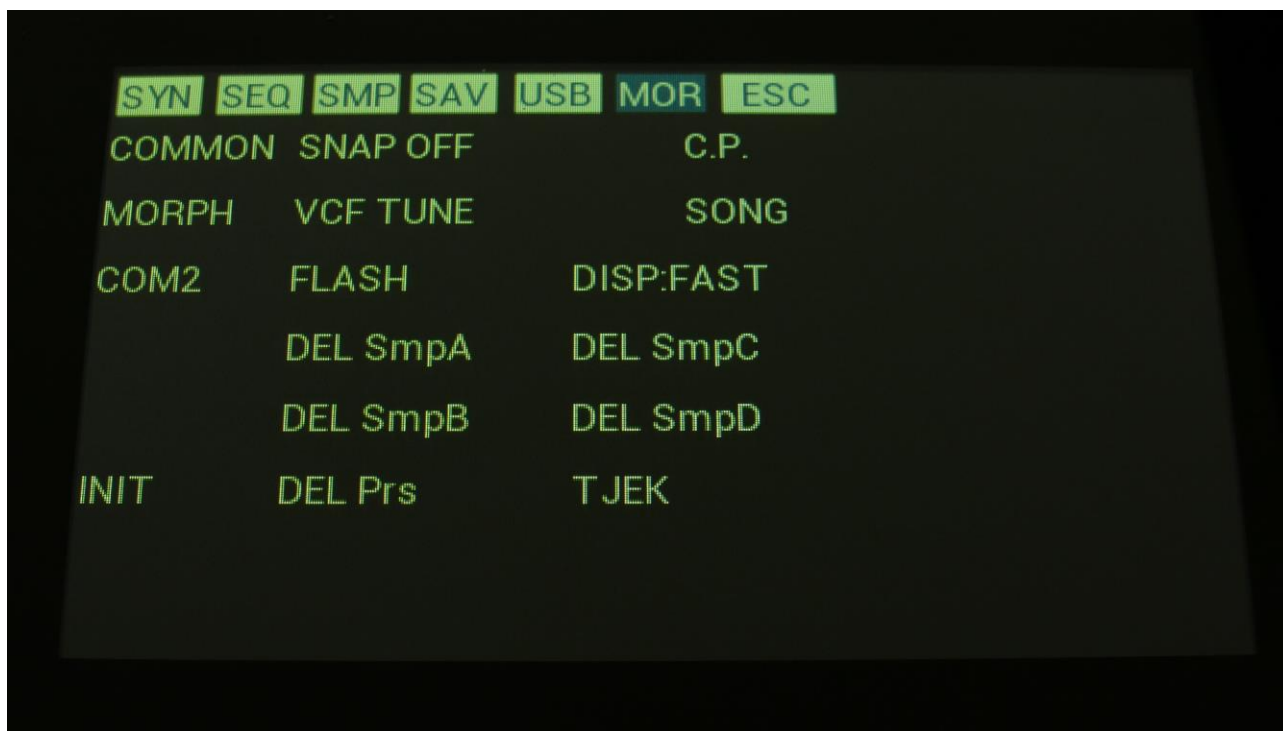 SYN SEQ SMP SAV USB MOR ESC
COMMON SNAP OFF C.P.
MORPH VCF TUNE SONG
COM2 FLASH DISP:FAST
DEL SmpA DEL SmpC
DEL SmpB DEL SmpD
INIT DEL Prs TJEK